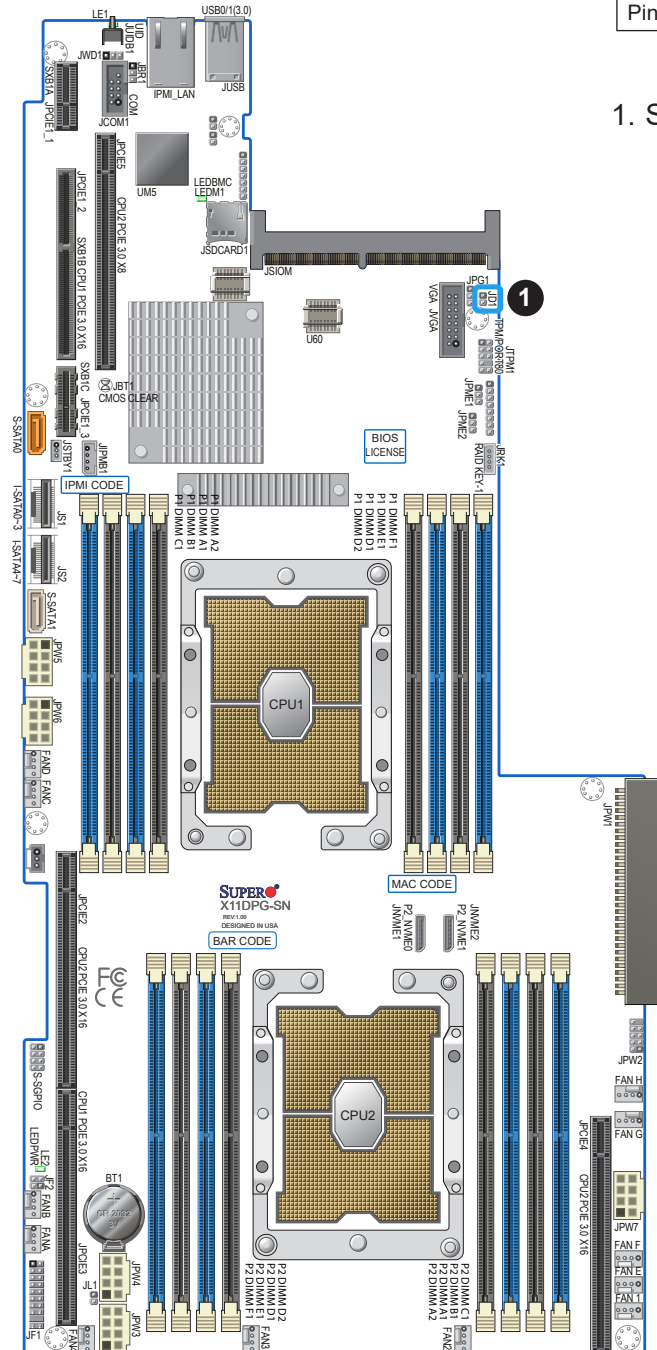 USB0/1(3.0)
Pin
LE1
UID
JUIDB1
JWD1
JBR1
SXB1A JPCIE1_1
COM
JCOM1
IPMI_LAN
JUSB
1. S
JPCIE5
CPU2 PCIE 3.0 X8
UM5
LEDBMC
LEDM1
JSDCARD1
JPCIE1_2
SXB1B CPU1 PCIE 3.0 X16
JSIOM
JPG1
JD1
1
VGA JVGA
U60
TPM/PORT80
JTPM1
JBT1
CMOS CLEAR
SXB1C JPCIE1_3
JPME1
JPME2
S-SATA0
JSTRY1
JIPMB1
BIOS
LICENSE
JRK1
RAID KEY-1
IPMI CODE
I-SATA0~3
JS1
P1 DIMM C1
P1 DIMM B1
P1 DIMM A1
P1 DIMM A2
P1 DIMM D2
P1 DIMM D1
P1 DIMM E1
P1 DIMM F1
I-SATA4~7
JS2
S-SATA1
JPW5
CPU1
JPW6
FAND
FANC
JPW1
SUPER
X11DPG-SN
REV:1.00
DESIGNED IN USA
MAC CODE
BAR CODE
JPCIE2
CPU2 PCIE 3.0 X16
JNVME1
P2_NVME0
P2_NVME1
JNVME2
FC
CE
S-SGPIO
JPW2
FAN H
FAN G
CPU1 PCIE 3.0 X16
CPU2
JPCIE4
CPU2 PCIE 3.0 X16
LEDPWR
LE2
JF2
FANB
BT1
+
CR 2032
3V
JPW7
FANA
JPCIE3
JPW4
FAN F
FAN E
FAN 1
JL1
P2 DIMM F1
P2 DIMM E1
P2 DIMM D1
P2 DIMM D2
P2 DIMM A2
P2 DIMM A1
P2 DIMM B1
P2 DIMM C1
JF1
JPW3
FAN3
FAN2